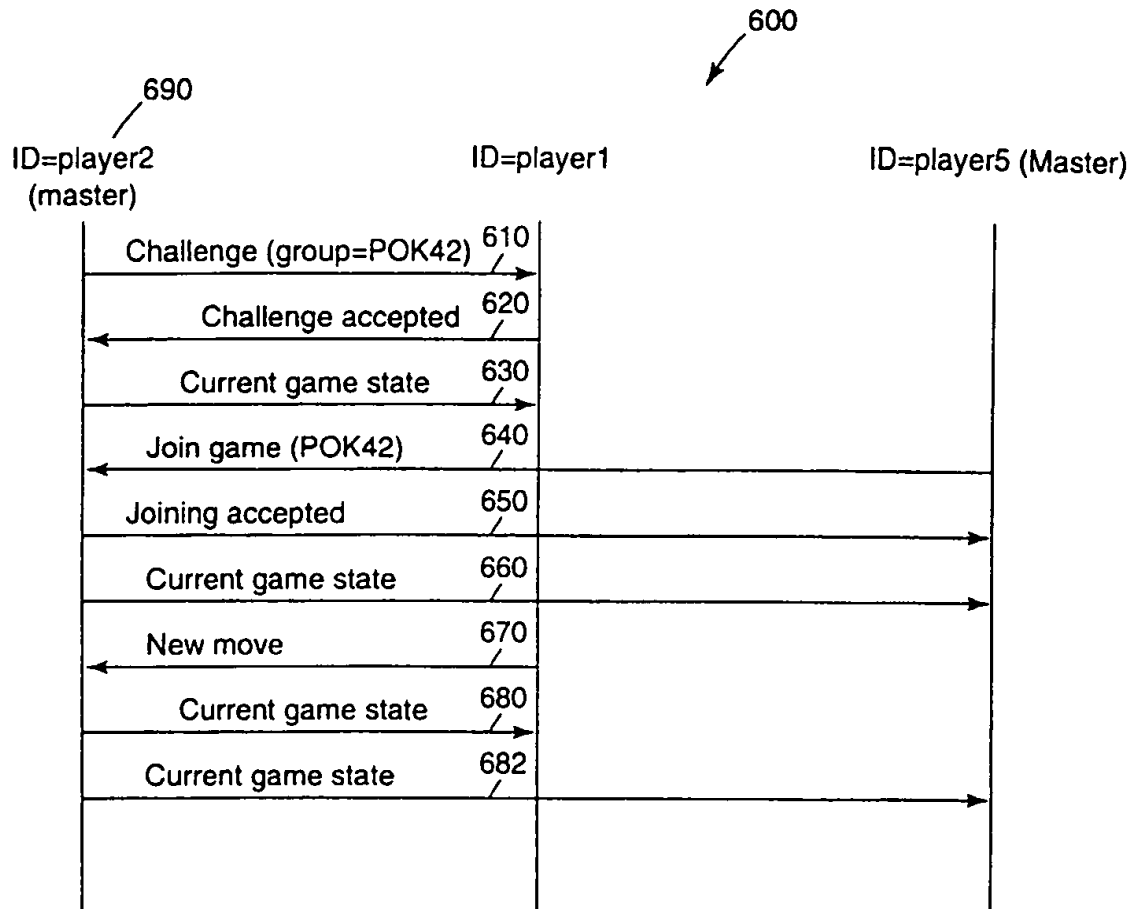 600
690
ID=player2
(master)
ID=player1
ID=player5 (Master)
Challenge (group=POK42) 610
Challenge accepted 620
Current game state 630
Join game (POK42) 640
Joining accepted 650
Current game state 660
New move 670
Current game state 680
Current game state 682